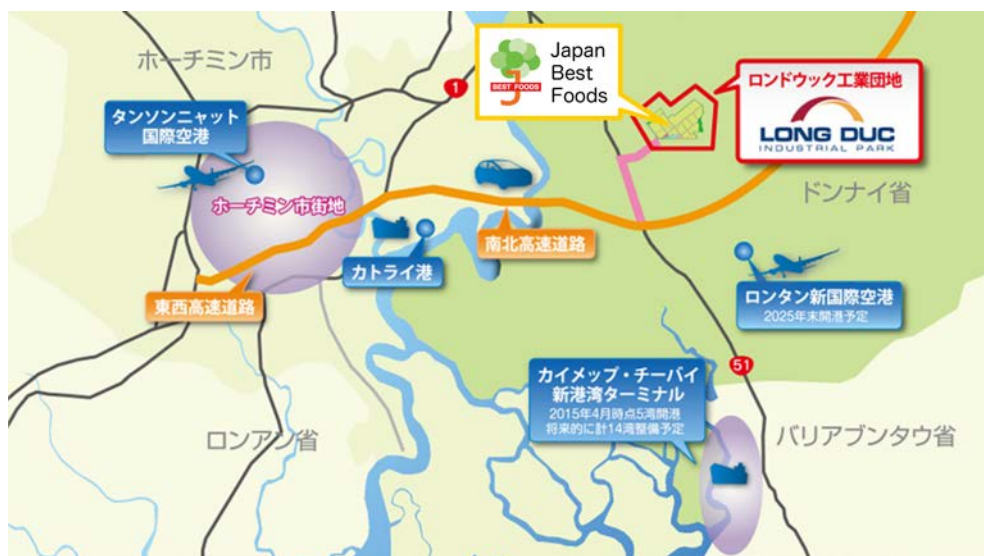 ホーチミン市
タンソンニャット
国際空港
1
BEST FOODS
J
Japan
Best
Foods
ロンドウック工業団地
LONG DUC
INDUSTRIAL PARK
ドンナイ省
ホーチミン市街地
カトライ港
南北高速道路
東西高速道路
ロンタン新国際空港
2025年末開港予定
51
カイメップ・チーバイ
新港湾ターミナル
2015年4月時点5湾開港
将来的に計14湾整備予定
ロンアン省
バリアブンタウ省